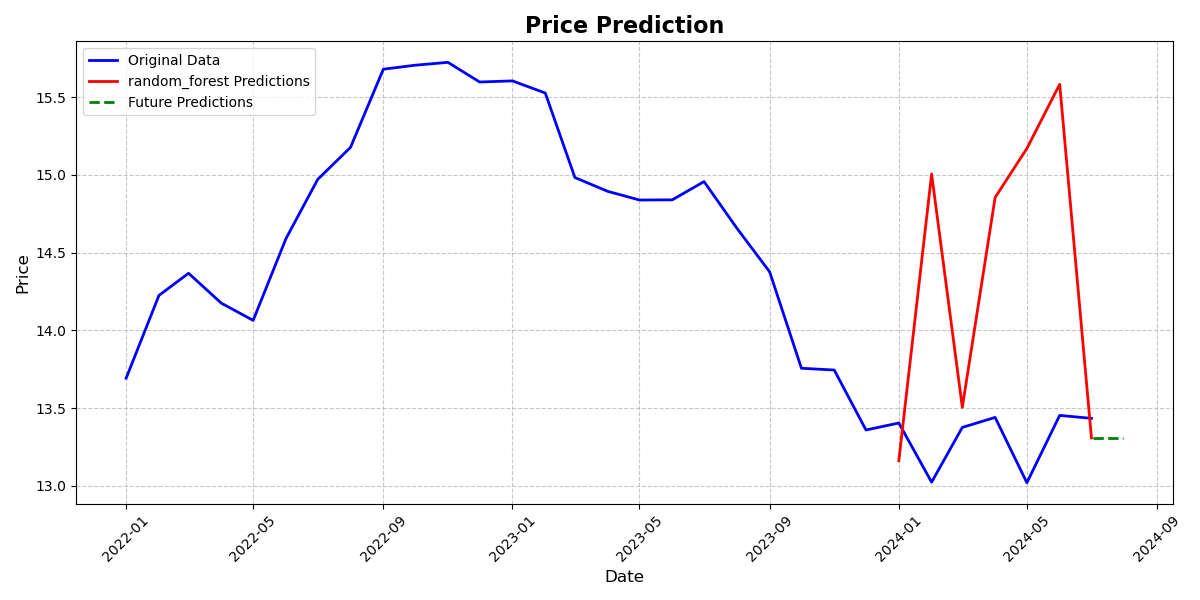 Price Prediction
Original Data
random_forest Predictions
Future Predictions
Price
15.5
15.0
14.5
14.0
13.5
13.0
2022-01
2022-05
2022-09
2023-01
2023-05
2023-09
2024-01
2024-05
2024-09
Date